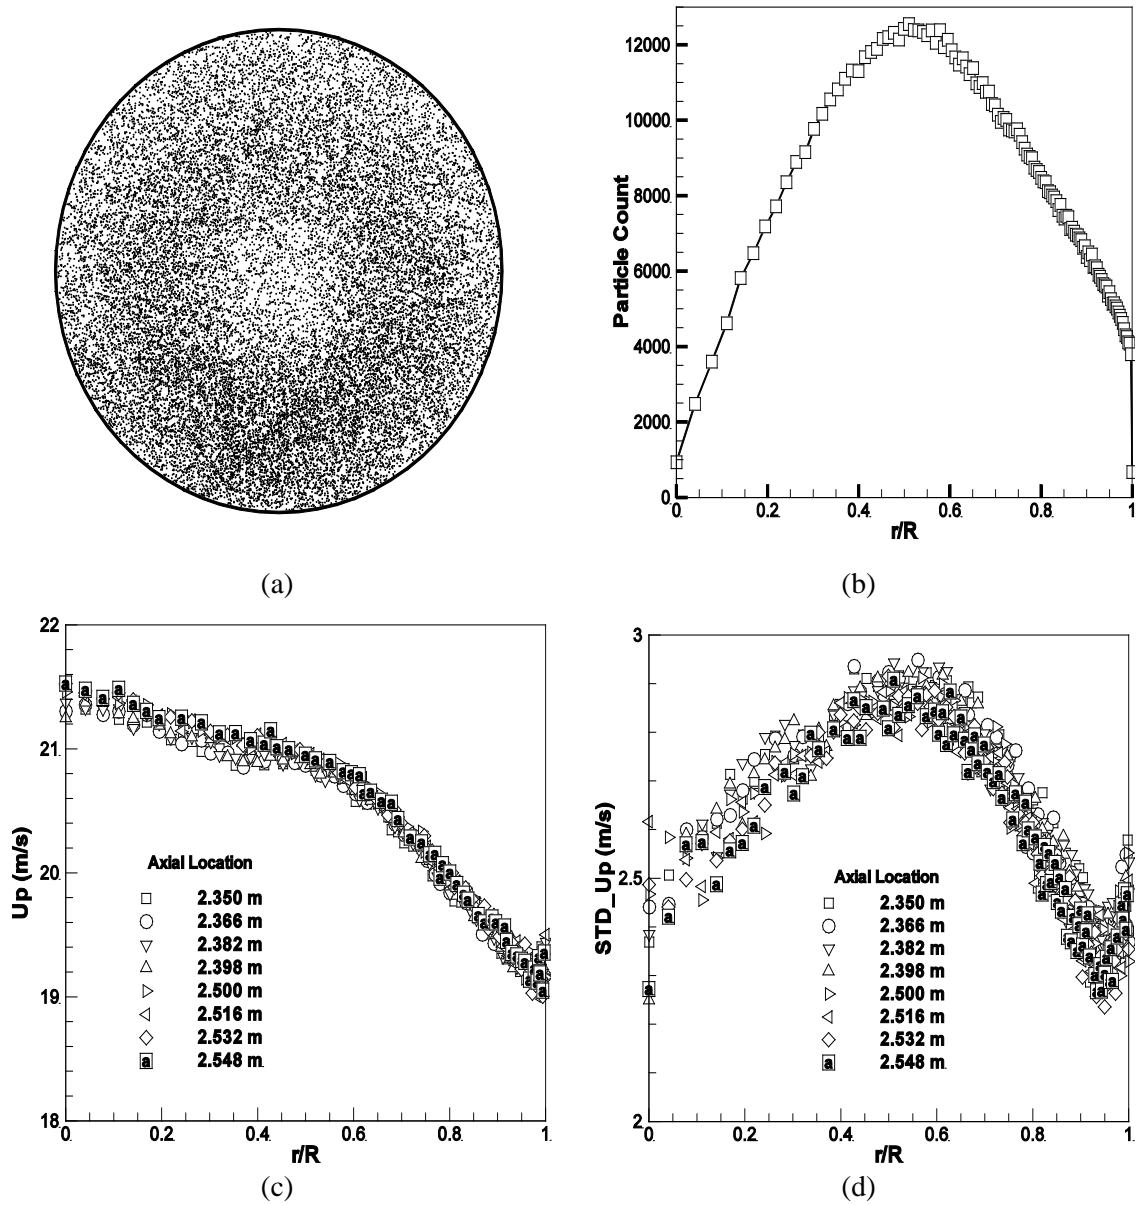 12000
10000
8000
6000
4000
2000
0
Particle Count
0. 0.2. 0.4. 0.6. 0.8. 1
r/R
(a)
(b)
22
21
20
19
18
Up (m/s)
Axial Location
2.350 m
2.366 m
2.382 m
2.398 m
2.500 m
2.516 m
2.532 m
2.548 m
0. 0.2. 0.4. 0.6. 0.8. 1.
r/R
(c)
3
2.5
2
STD_Up (m/s)
Axial Location
2.350 m
2.366 m
2.382 m
2.398 m
2.500 m
2.516 m
2.532 m
2.548 m
0. 0.2. 0.4. 0.6. 0.8. 1.
r/R
(d)